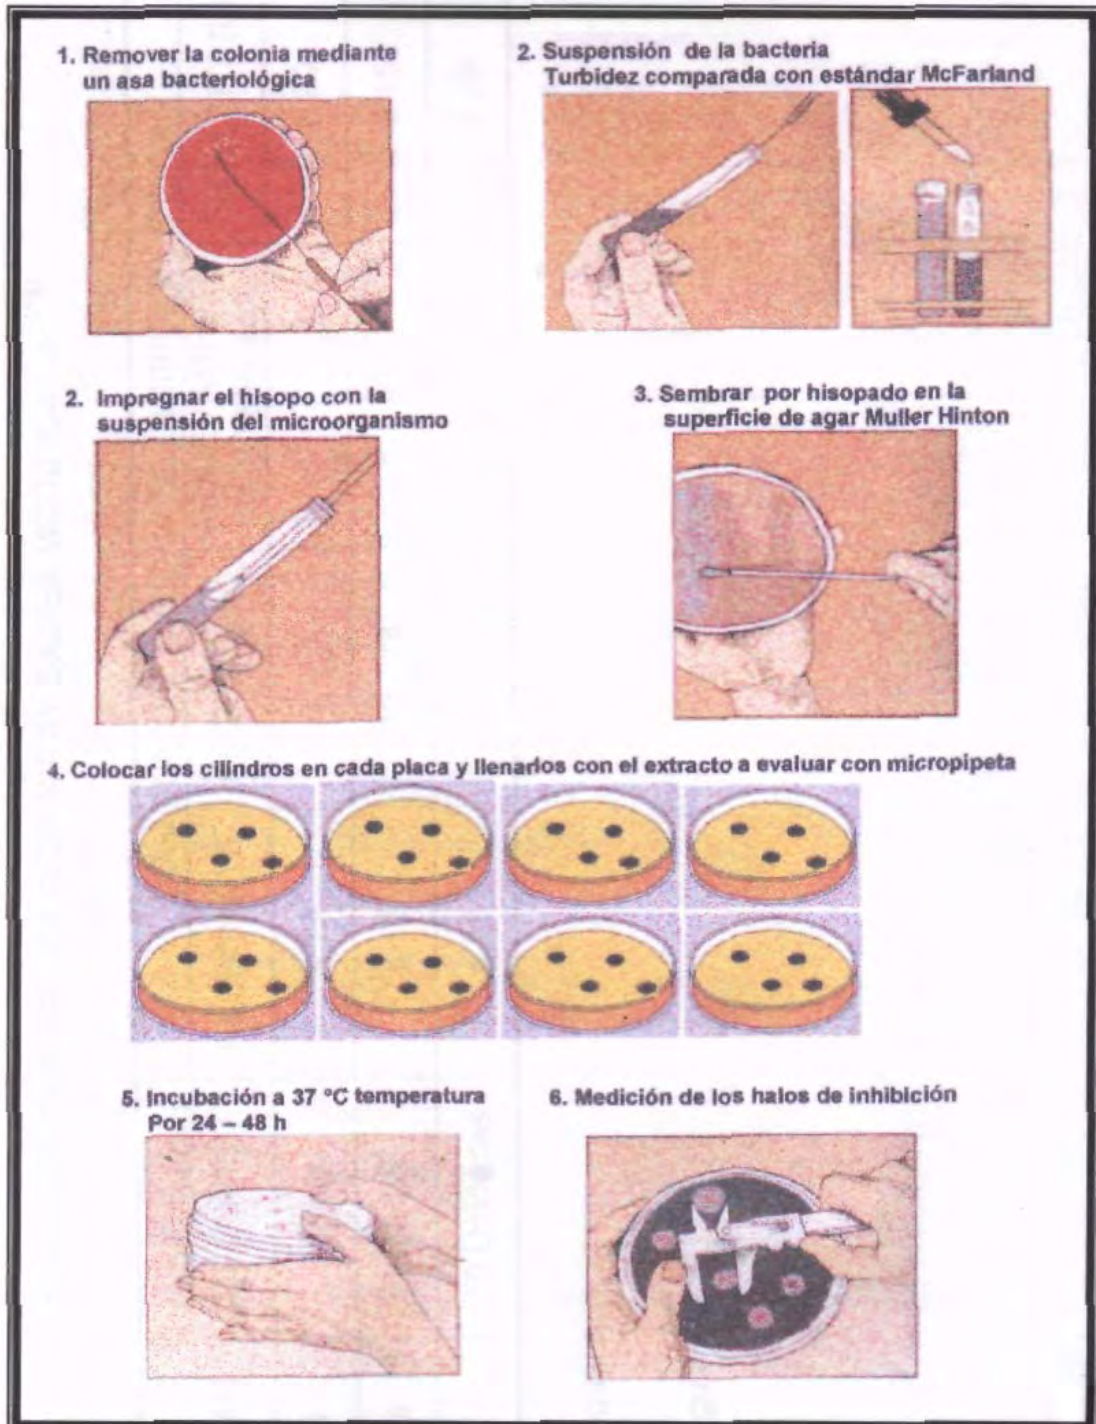 1. Remover la colonia mediante
un asa bacteriológica
2. Suspensión de la bacteria
Turbidez comparada con estándar McFarland
2. Impregnar el hisopo con la
suspensión del microorganismo
3. Sembrar por hisopado en la
superficie de agar Muller Hinton
4. Colocar los cilindros en cada placa y llenarlos con el extracto a evaluar con micropipeta
5. Incubación a 37 °C temperatura
Por 24 – 48 h
6. Medición de los halos de inhibición